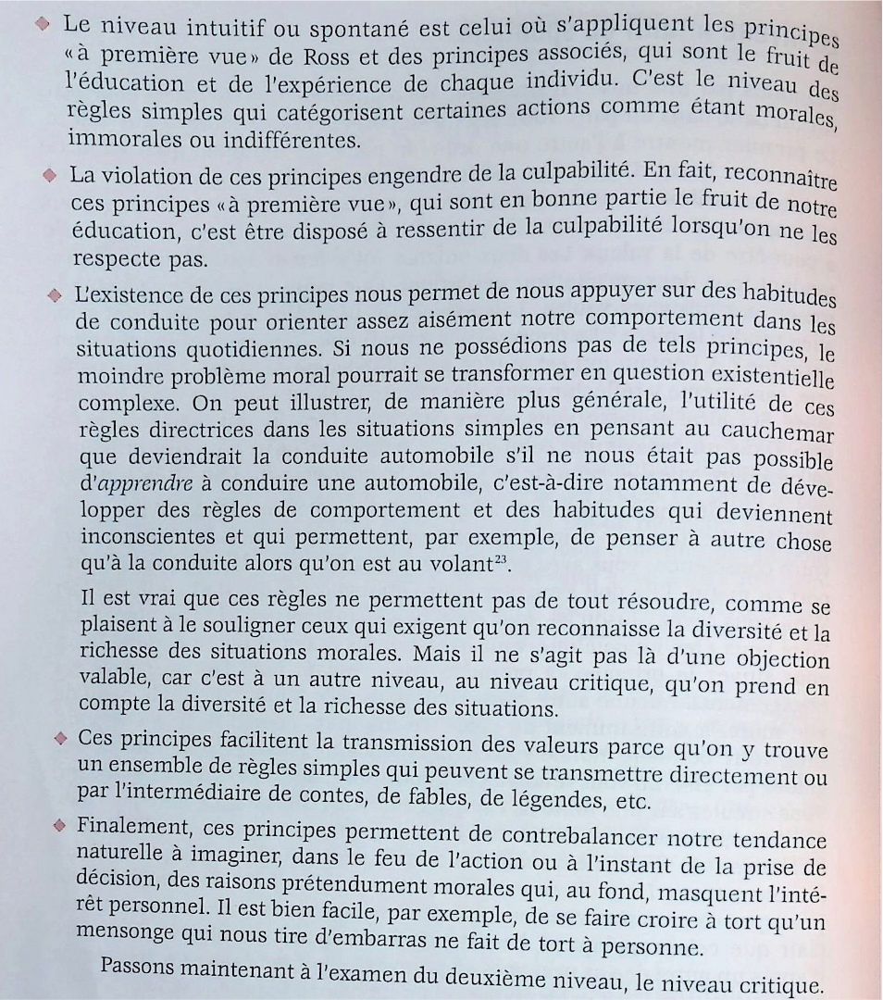 Le niveau intuitif ou spontané est celui où s'appliquent les principes
«à première vue» de Ross et des principes associés, qui sont le fruit de
l'éducation et de l'expérience de chaque individu. C'est le niveau des
règles simples qui catégorisent certaines actions comme étant morales,
immorales ou indifférentes.
La violation de ces principes engendre de la culpabilité. En fait, reconnaître
ces principes «à première vue», qui sont en bonne partie le fruit de notre
éducation, c'est être disposé à ressentir de la culpabilité lorsqu'on ne les
respecte pas.
L'existence de ces principes nous permet de nous appuyer sur des habitudes
de conduite pour orienter assez aisément notre comportement dans les
situations quotidiennes. Si nous ne possédions pas de tels principes, le
moindre problème moral pourrait se transformer en question existentielle
complexe. On peut illustrer, de manière plus générale, l'utilité de ces
règles directrices dans les situations simples en pensant au cauchemar
que deviendrait la conduite automobile s'il ne nous était pas possible
d'apprendre à conduire une automobile, c'est-à-dire notamment de déve-
lopper des règles de comportement et des habitudes qui deviennent
inconscientes et qui permettent, par exemple, de penser à autre chose
qu'à la conduite alors qu'on est au volant²³.
Il est vrai que ces règles ne permettent pas de tout résoudre, comme se
plaisent à le souligner ceux qui exigent qu'on reconnaisse la diversité et la
richesse des situations morales. Mais il ne s'agit pas là d'une objection
valable, car c'est à un autre niveau, au niveau critique, qu'on prend en
compte la diversité et la richesse des situations.
Ces principes facilitent la transmission des valeurs parce qu'on y trouve
un ensemble de règles simples qui peuvent se transmettre directement ou
par l'intermédiaire de contes, de fables, de légendes, etc.
Finalement, ces principes permettent de contrebalancer notre tendance
naturelle à imaginer, dans le feu de l'action ou à l'instant de la prise de
décision, des raisons prétendument morales qui, au fond, masquent l'inté-
rêt personnel. Il est bien facile, par exemple, de se faire croire à tort qu'un
mensonge qui nous tire d'embarras ne fait de tort à personne.
Passons maintenant à l'examen du deuxième niveau, le niveau critique.